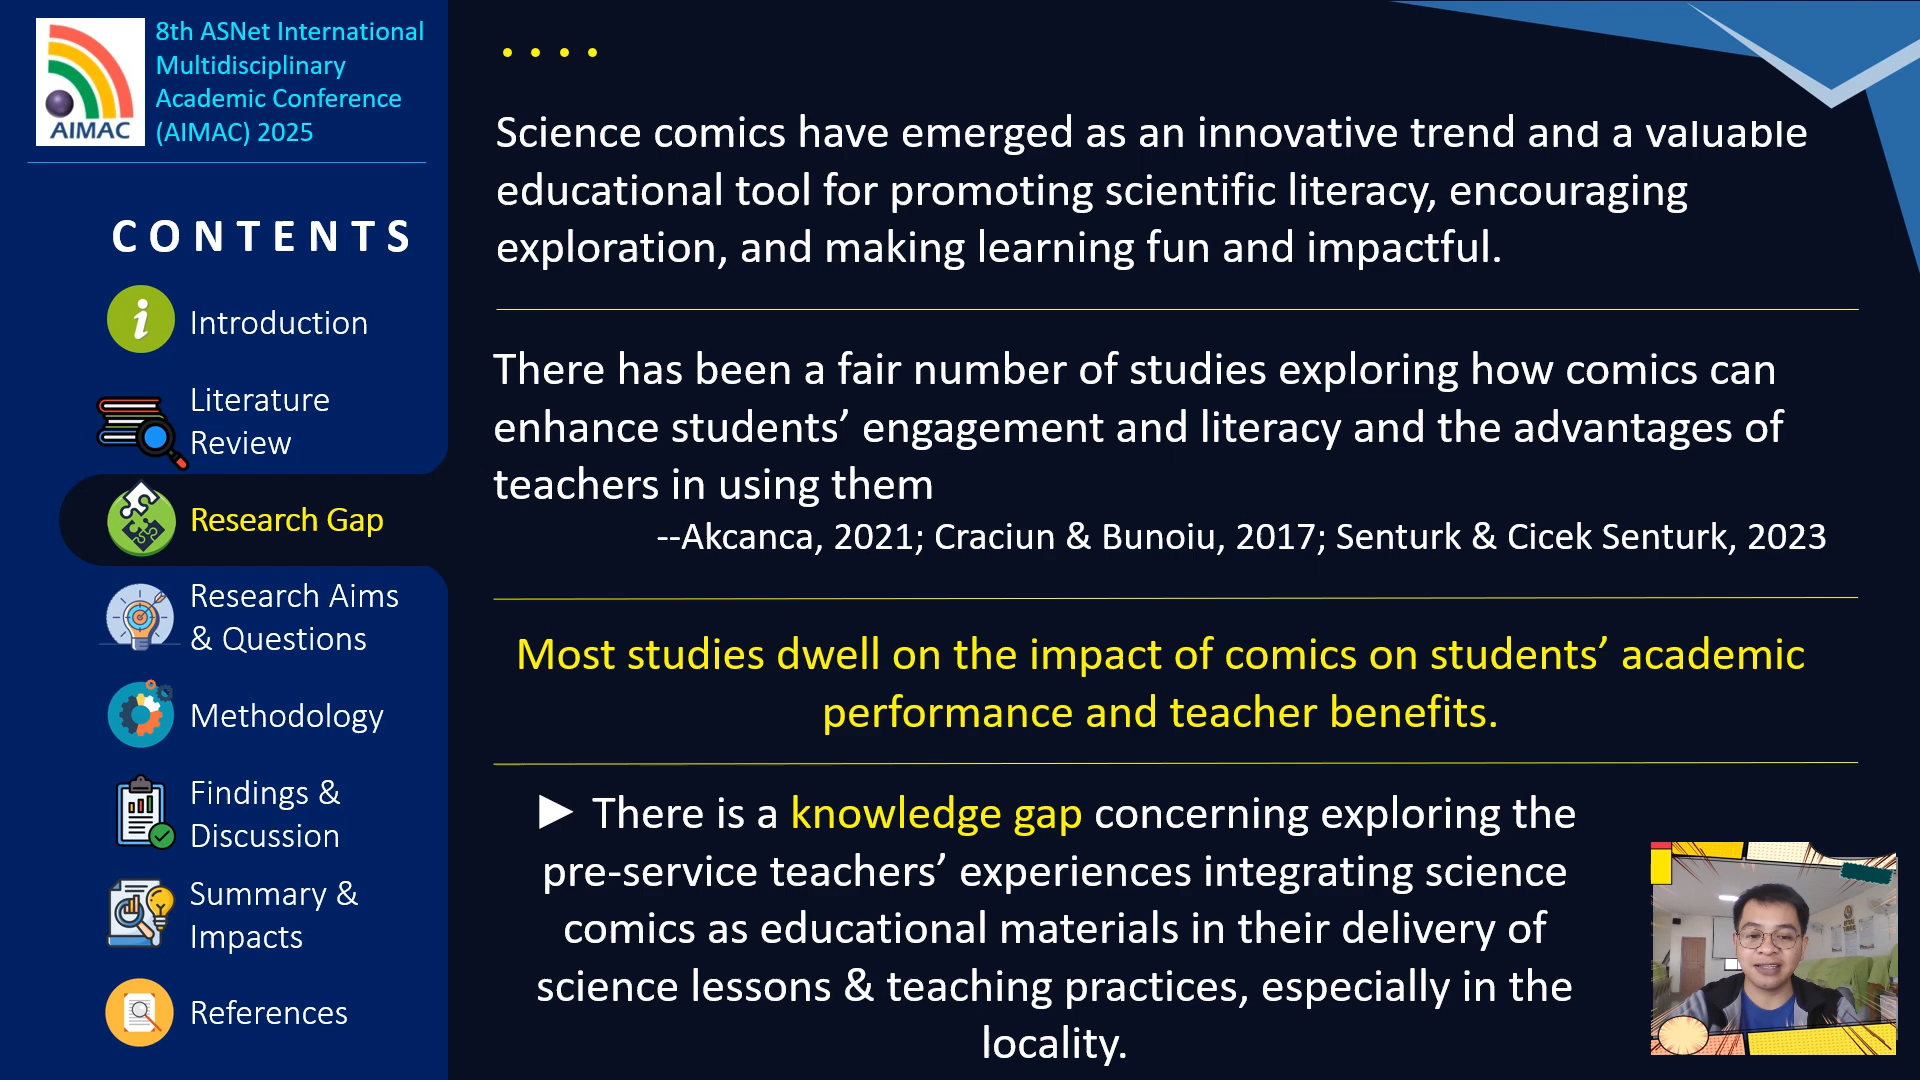 8th ASNet International
Multidisciplinary
Academic Conference
(AIMAC) 2025
AIMAC
CONTENTS
Introduction
Literature
Review
Research Gap
Research Aims
& Questions
Methodology
Findings &
Discussion
Summary &
Impacts
References
Science comics have emerged as an innovative trend and a valuable
educational tool for promoting scientific literacy, encouraging
exploration, and making learning fun and impactful.
There has been a fair number of studies exploring how comics can
enhance students’ engagement and literacy and the advantages of
teachers in using them
--Akcanca, 2021; Craciun & Bunoiu, 2017; Senturk & Cicek Senturk, 2023
Most studies dwell on the impact of comics on students’ academic
performance and teacher benefits.
► There is a knowledge gap concerning exploring the
pre-service teachers’ experiences integrating science
comics as educational materials in their delivery of
science lessons & teaching practices, especially in the
locality.